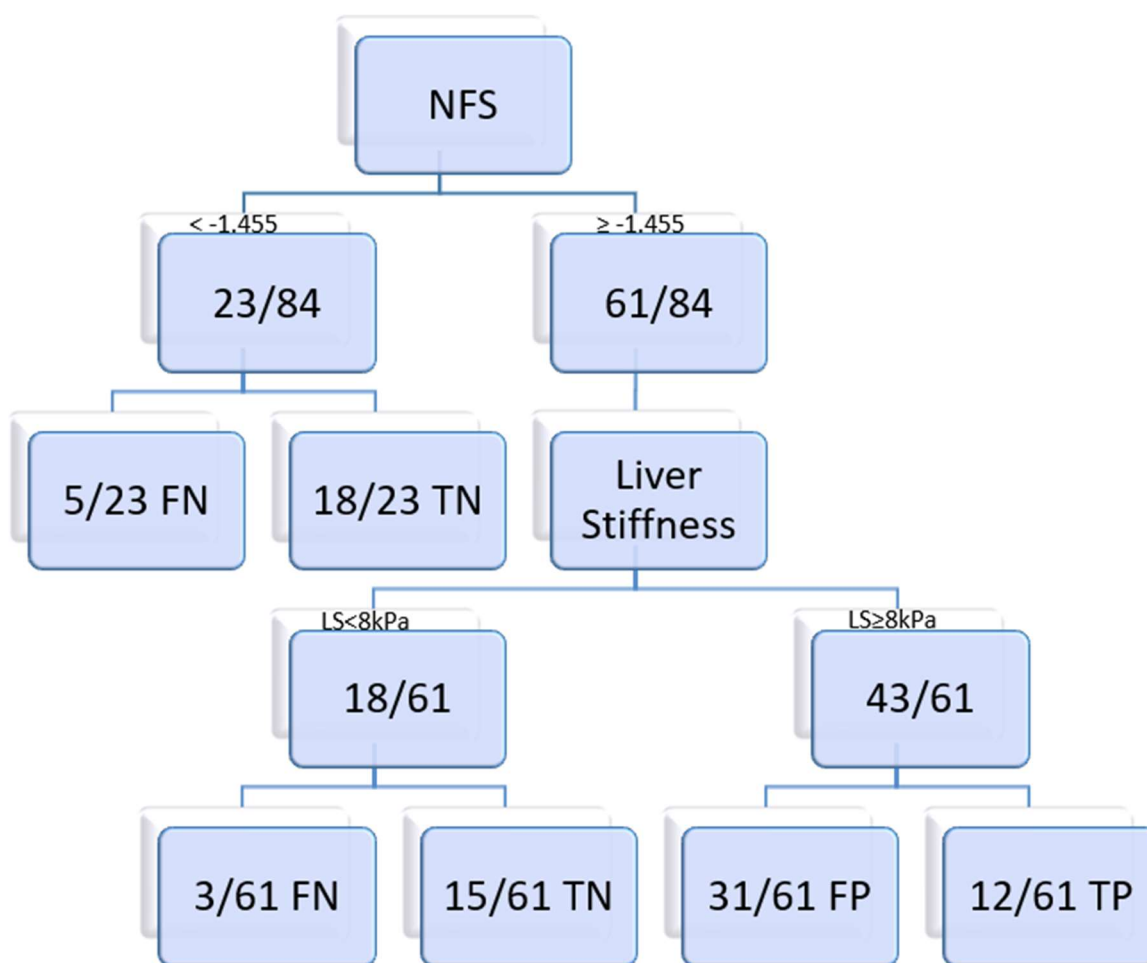 NFS
< -1.455
≥ -1.455
23/84
61/84
5/23 FN
18/23 TN
Liver
Stiffness
LS<8kPa
LS≥8kPa
18/61
43/61
3/61 FN
15/61 TN
31/61 FP
12/61 TP